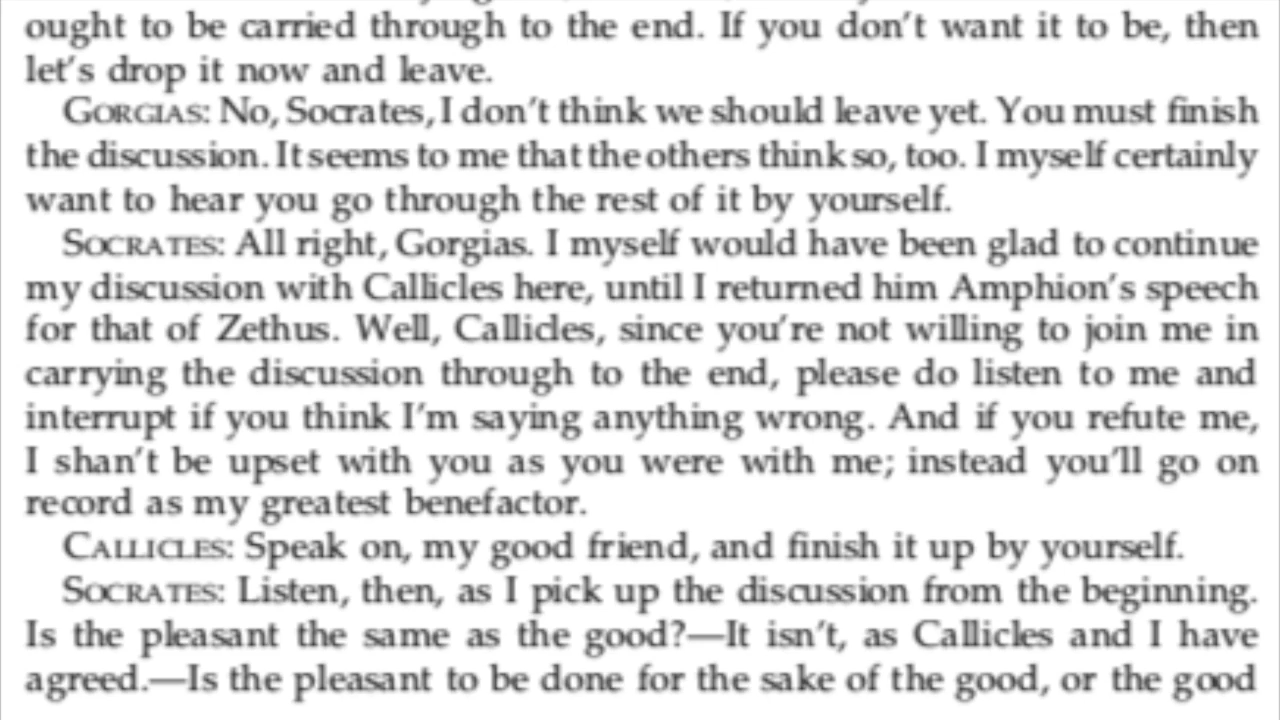 ought to be carried through to the end. If you don't want it to be, then
let's drop it now and leave.
GORGIAS: No, Socrates, I don't think we should leave yet. You must finish
the discussion. It seems to me that the others think so, too. I myself certainly
want to hear you go through the rest of it by yourself.
SOCRATES: All right, Gorgias. I myself would have been glad to continue
my discussion with Callicles here, until I returned him Amphion's speech
for that of Zethus. Well, Callicles, since you're not willing to join me in
carrying the discussion through to the end, please do listen to me and
interrupt if you think I'm saying anything wrong. And if you refute me,
I shan't be upset with you as you were with me; instead you'll go on
record as my greatest benefactor.
CALLICLES: Speak on, my good friend, and finish it up by yourself.
SOCRATES: Listen, then, as I pick up the discussion from the beginning.
Is the pleasant the same as the good?—It isn't, as Callicles and I have
agreed.—Is the pleasant to be done for the sake of the good, or the good